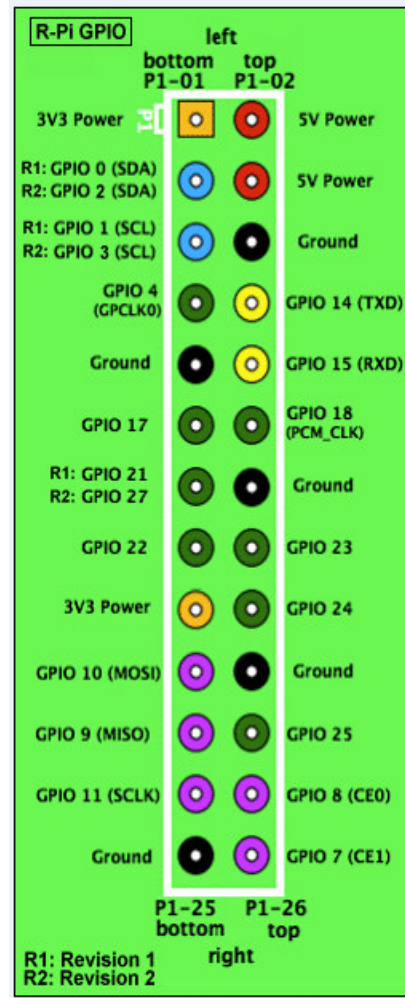 R-Pi GPIO
left
bottom top
P1-01 P1-02
3V3 Power P1 5V Power
R1: GPIO 0 (SDA)
R2: GPIO 2 (SDA)
5V Power
R1: GPIO 1 (SCL)
R2: GPIO 3 (SCL)
Ground
GPIO 4
(GPCLK0)
GPIO 14 (TXD)
Ground GPIO 15 (RXD)
GPIO 17
GPIO 18
(PCM_CLK)
R1: GPIO 21
R2: GPIO 27
Ground
GPIO 22 GPIO 23
3V3 Power GPIO 24
GPIO 10 (MOSI) Ground
GPIO 9 (MISO) GPIO 25
GPIO 11 (SCLK) GPIO 8 (CE0)
Ground GPIO 7 (CE1)
P1-25 P1-26
bottom top
right
R1: Revision 1
R2: Revision 2